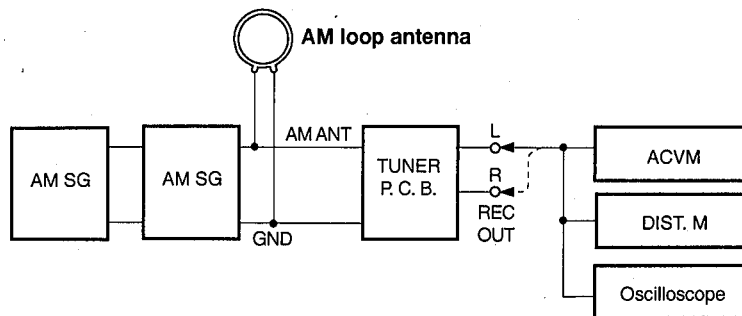 AM loop antenna
AM SG
AM SG
AM ANT
GND
TUNER
P. C. B.
L
R
REC
OUT
ACVM
DIST. M
Oscilloscope